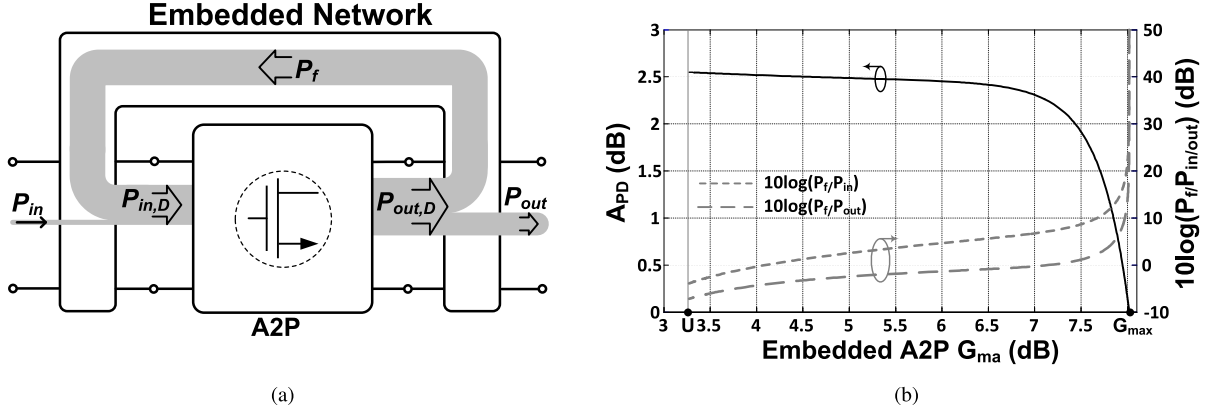 Embedded Network
P_f
P_in
P_in,D
P_out,D
P_out
A2P
(a)
A_PD (dB)
3
2.5
2
1.5
1
0.5
0
10log(P_f/P_in)
10log(P_f/P_out)
50
40
30
20
10
0
-10
10log(P_f/P_in/out) (dB)
3 U 3.5 4 4.5 5 5.5 6 6.5 7 7.5 G_max
Embedded A2P G_ma (dB)
(b)